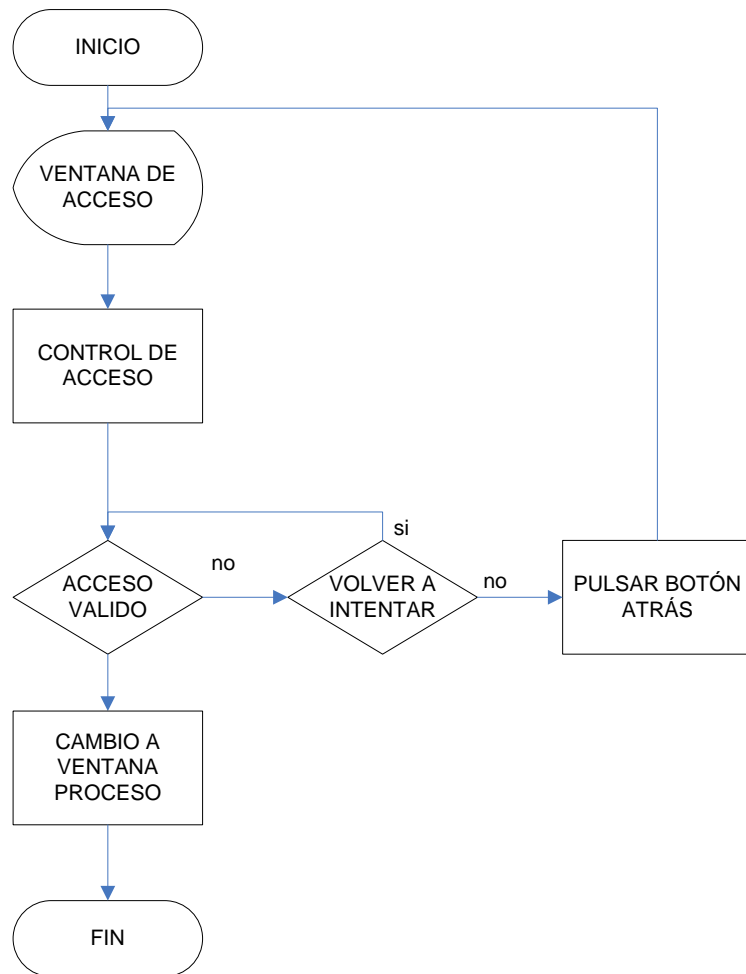 INICIO
VENTANA DE
ACCESO
CONTROL DE
ACCESO
si
no
ACCESO
VALIDO
VOLVER A
INTENTAR
no
PULSAR BOTÓN
ATRÁS
CAMBIO A
VENTANA
PROCESO
FIN